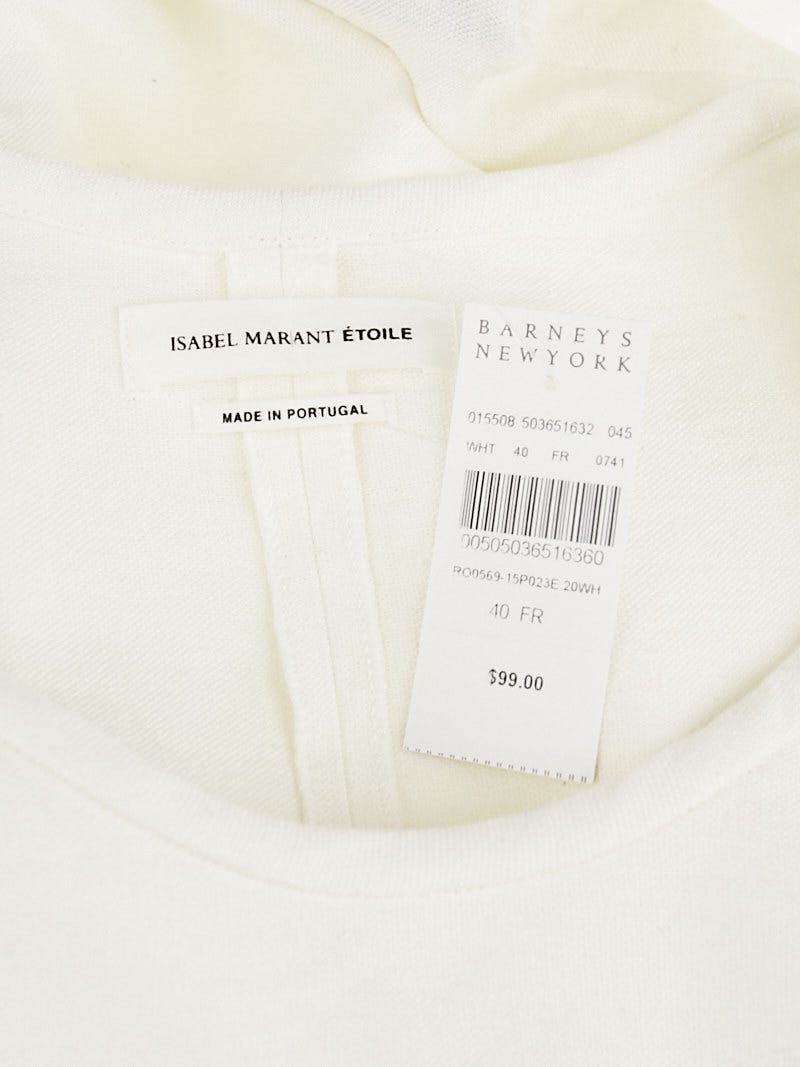 ISABEL MARANT ÉTOILE
MADE IN PORTUGAL
BARNEYS
NEWYORK
015508 503651632 045
WHT 40 FR 0741
00505036516360
RO0569-15P023E 20WH
40 FR
$99.00